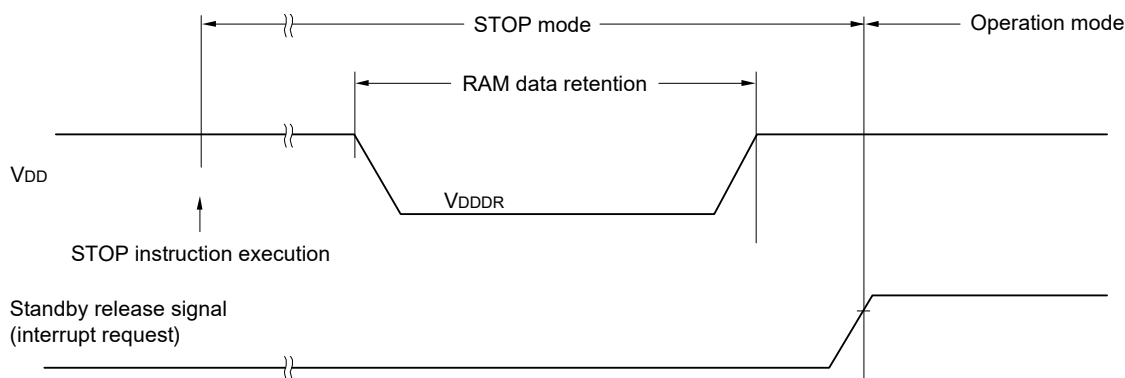 STOP mode
Operation mode
RAM data retention
VDD
VDDDR
STOP instruction execution
Standby release signal
(interrupt request)